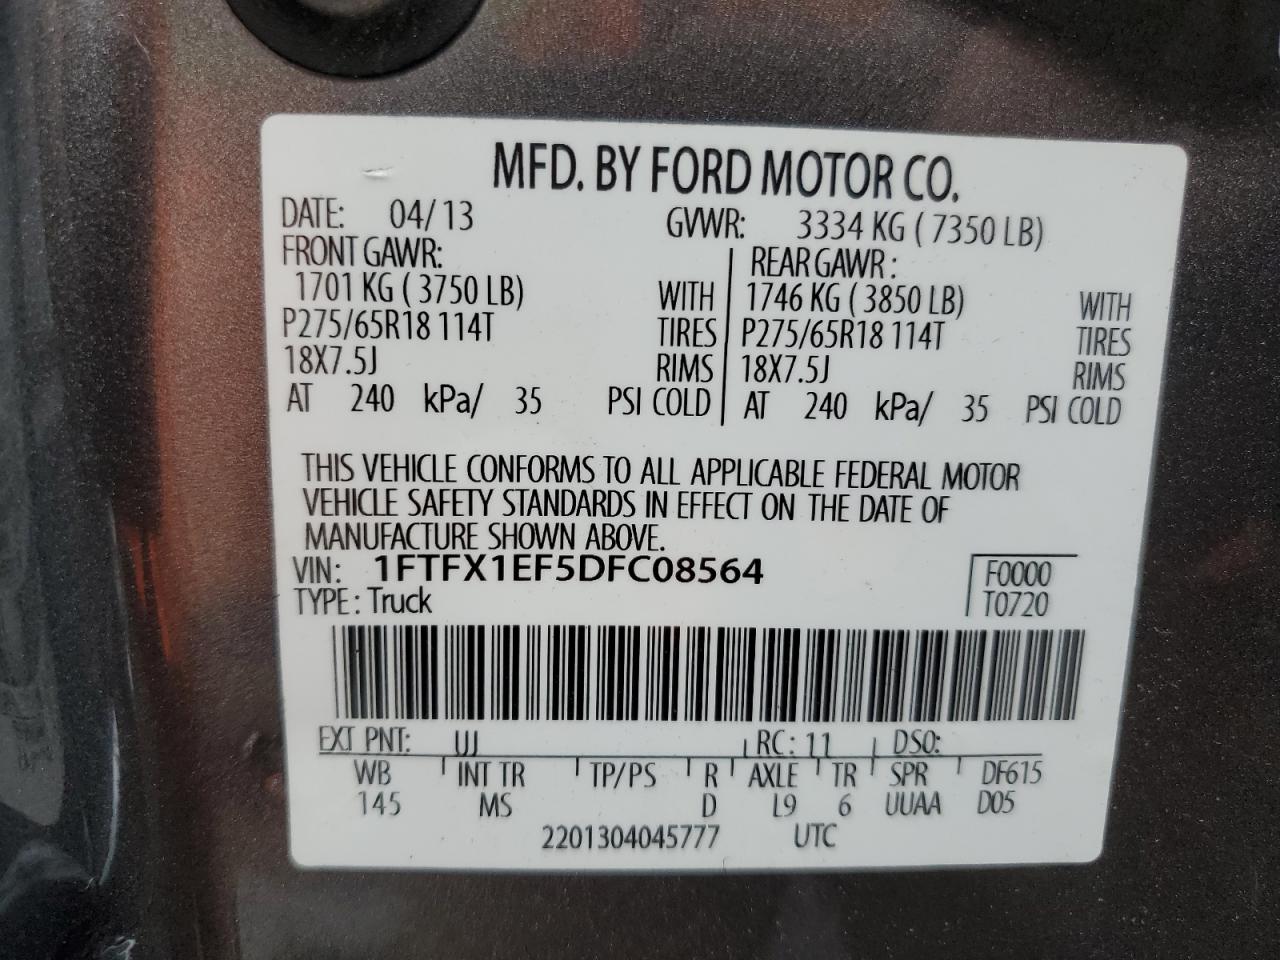 MFD. BY FORD MOTOR CO.
DATE: 04/13 GVWR: 3334 KG ( 7350 LB)
FRONT GAWR: REAR GAWR :
1701 KG ( 3750 LB) WITH 1746 KG ( 3850 LB) WITH
P275/65R18 114T TIRES P275/65R18 114T TIRES
18X7.5J RIMS 18X7.5J RIMS
AT 240 kPa/ 35 PSI COLD AT 240 kPa/ 35 PSI COLD
THIS VEHICLE CONFORMS TO ALL APPLICABLE FEDERAL MOTOR
VEHICLE SAFETY STANDARDS IN EFFECT ON THE DATE OF
MANUFACTURE SHOWN ABOVE.
VIN: 1FTFX1EF5DFC08564 F0000
TYPE : Truck T0720
EXT PNT: UJ RC: 11 DSO:
WB INT TR TP/PS R AXLE TR SPR DF615
145 MS D L9 6 UUAA D05
2201304045777 UTC